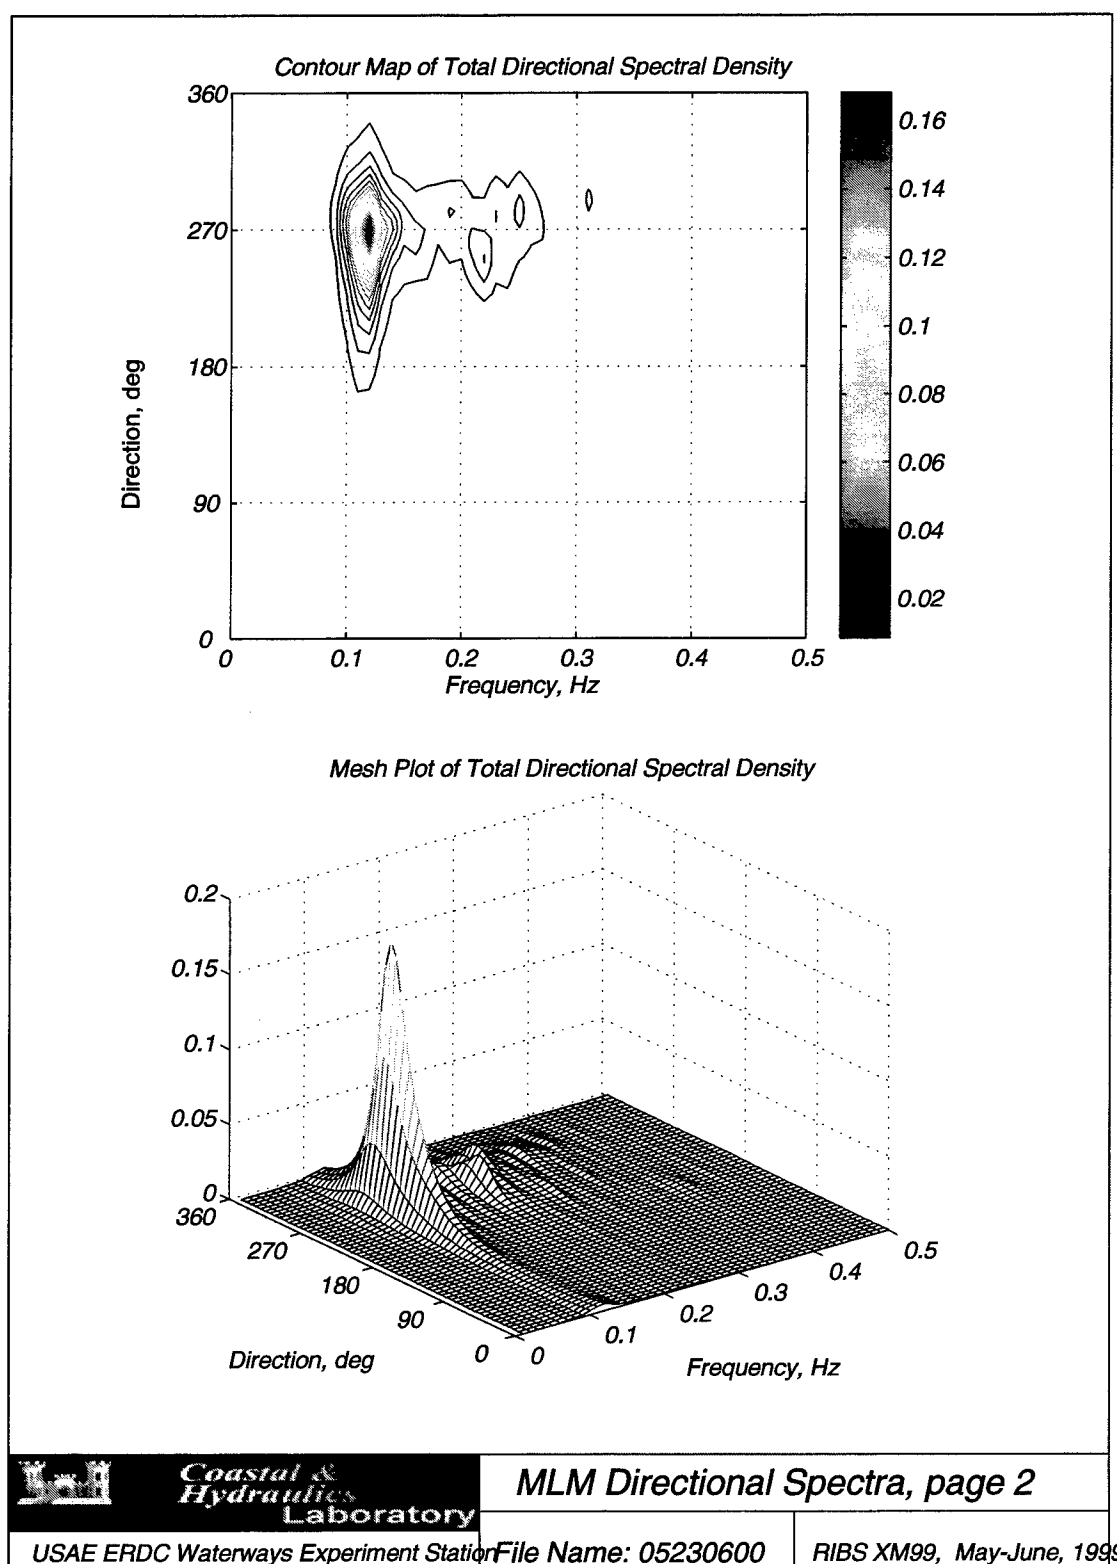 Contour Map of Total Directional Spectral Density
360
270
180
90
0
Direction, deg
0
0.1
0.2
0.3
0.4
0.5
Frequency, Hz
0.16
0.14
0.12
0.1
0.08
0.06
0.04
0.02
Mesh Plot of Total Directional Spectral Density
0.2
0.15
0.1
0.05
0
360
270
180
90
0
Direction, deg
0
0.1
0.2
0.3
0.4
0.5
Frequency, Hz
Coastal &
Hydraulics
Laboratory
MLM Directional Spectra, page 2
USAE ERDC Waterways Experiment Station
File Name: 05230600
RIBS XM99, May-June, 199